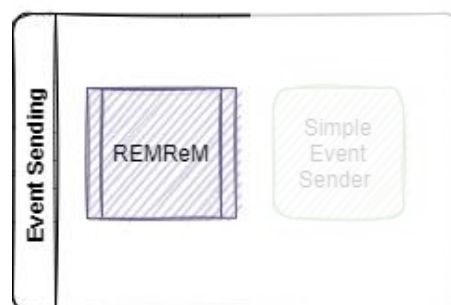 Event Sending
REMReM
Simple
Event
Sender